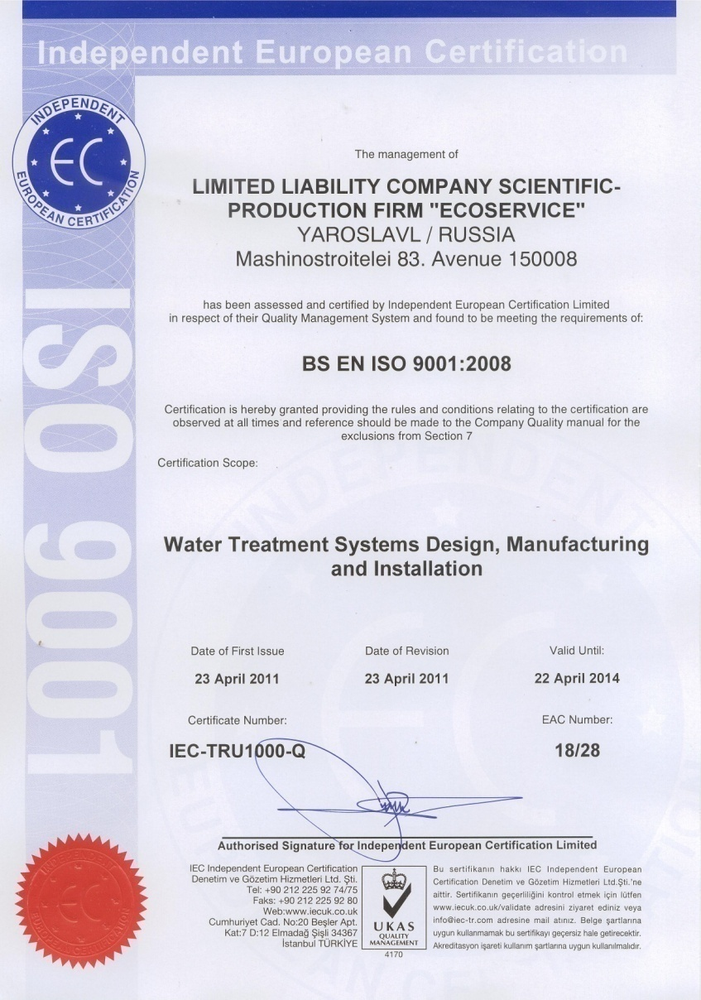 Independent European Certification
INDEPENDENT
EUROPEAN CERTIFICATION
EC
ISO 9001
The management of
LIMITED LIABILITY COMPANY SCIENTIFIC-
PRODUCTION FIRM "ECOSERVICE"
YAROSLAVL / RUSSIA
Mashinostroitelei 83. Avenue 150008
has been assessed and certified by Independent European Certification Limited
in respect of their Quality Management System and found to be meeting the requirements of:
BS EN ISO 9001:2008
Certification is hereby granted providing the rules and conditions relating to the certification are
observed at all times and reference should be made to the Company Quality manual for the
exclusions from Section 7
Certification Scope:
Water Treatment Systems Design, Manufacturing
and Installation
Date of First Issue
Date of Revision
Valid Until:
23 April 2011
23 April 2011
22 April 2014
Certificate Number:
EAC Number:
IEC-TRU1000-Q
18/28
Authorised Signature for Independent European Certification Limited
IEC Independent European Certification
Denetim ve Gözetim Hizmetleri Ltd. Şti.
Tel: +90 212 225 92 74/75
Faks: +90 212 225 92 80
Web:www.iecuk.co.uk
Cumhuriyet Cad. No:20 Beşler Apt.
Kat:7 D:12 Elmadağ Şişli 34367
İstanbul TÜRKİYE
UKAS
QUALITY
MANAGEMENT
4170
Bu sertifikanın hakkı IEC Independent European
Certification Denetim ve Gözetim Hizmetleri Ltd.Şti.'ne
aittir. Sertifikanın geçerliliğini kontrol etmek için lütfen
www.iecuk.co.uk/validate adresini ziyaret ediniz veya
info@iec-tr.com adresine mail atınız. Belge şartlarına
uygun kullanmamak bu sertifikayı geçersiz hale getirecektir.
Akreditasyon işareti kullanım şartlarına uygun kullanılmalıdır.